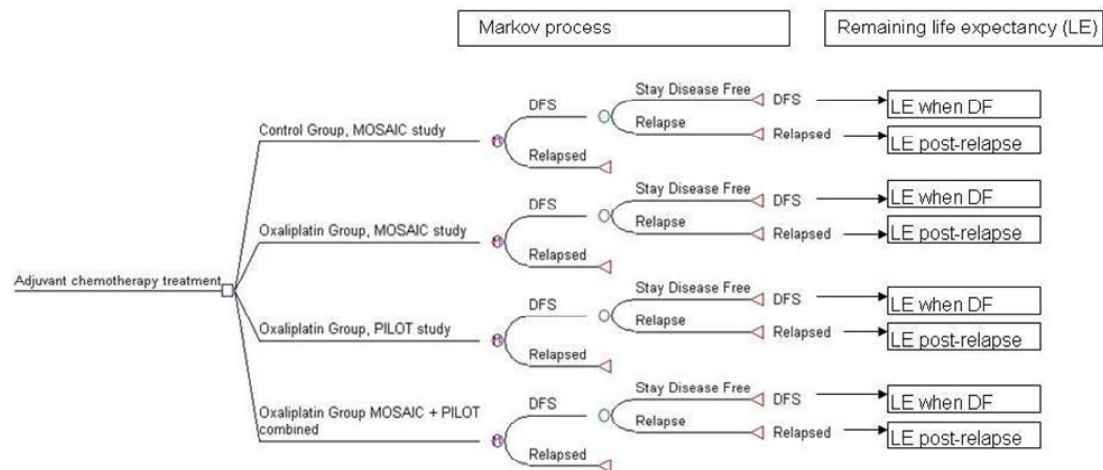 Markov process
Remaining life expectancy (LE)
Stay Disease Free
DFS
DFS
LE when DF
Control Group, MOSAIC study
Relapse
Relapsed
LE post-relapse
Relapsed
Stay Disease Free
DFS
DFS
LE when DF
Oxaliplatin Group, MOSAIC study
Relapse
Relapsed
LE post-relapse
Relapsed
Adjuvant chemotherapy treatment
Stay Disease Free
DFS
DFS
LE when DF
Oxaliplatin Group, PILOT study
Relapse
Relapsed
LE post-relapse
Relapsed
Stay Disease Free
DFS
DFS
LE when DF
Oxaliplatin Group MOSAIC + PILOT
combined
Relapse
Relapsed
LE post-relapse
Relapsed